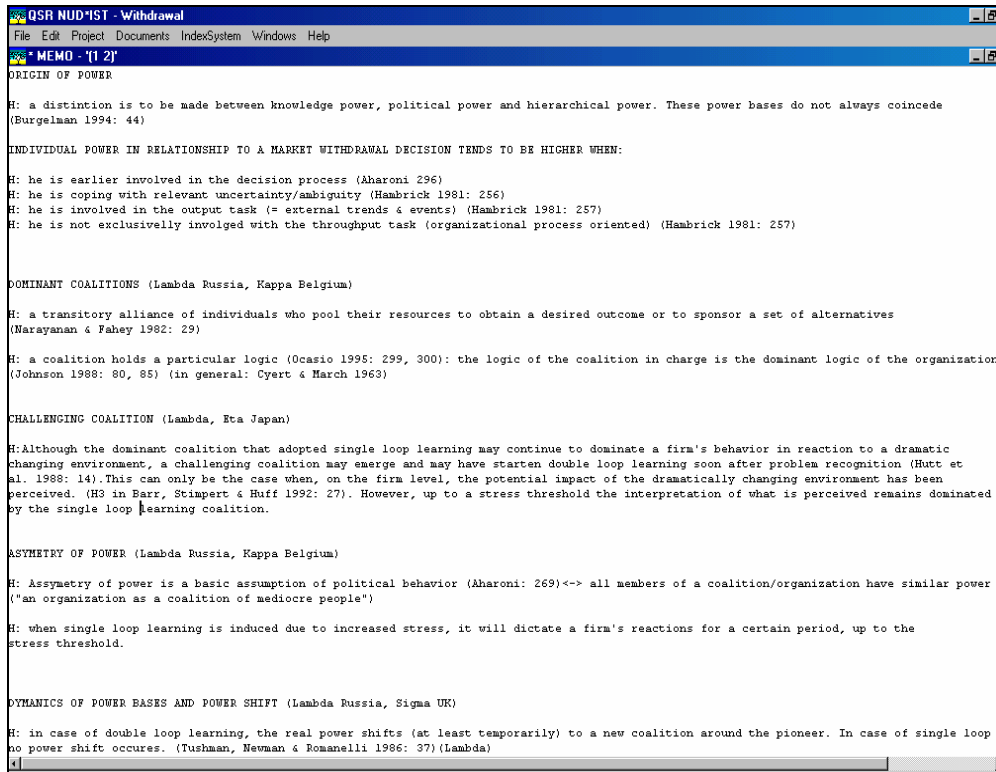 QSR NUD*IST - Withdrawal
File Edit Project Documents IndexSystem Windows Help
* MEMO - '(1 2)'
ORIGIN OF POWER
H: a distintion is to be made between knowledge power, political power and hierarchical power. These power bases do not always coincede
(Burgelman 1994: 44)
INDIVIDUAL POWER IN RELATIONSHIP TO A MARKET WITHDRAWAL DECISION TENDS TO BE HIGHER WHEN:
H: he is earlier involved in the decision process (Aharoni 296)
H: he is coping with relevant uncertainty/ambiguity (Hambrick 1981: 256)
H: he is involved in the output task (= external trends & events) (Hambrick 1981: 257)
H: he is not exclusivelly involged with the throughput task (organizational process oriented) (Hambrick 1981: 257)
DOMINANT COALITIONS (Lambda Russia, Kappa Belgium)
H: a transitory alliance of individuals who pool their resources to obtain a desired outcome or to sponsor a set of alternatives
(Narayanan & Fahey 1982: 29)
H: a coalition holds a particular logic (Ocasio 1995: 299, 300): the logic of the coalition in charge is the dominant logic of the organization
(Johnson 1988: 80, 85) (in general: Cyert & March 1963)
CHALLENGING COALITION (Lambda, Eta Japan)
H:Although the dominant coalition that adopted single loop learning may continue to dominate a firm's behavior in reaction to a dramatic
changing environment, a challenging coalition may emerge and may have starten double loop learning soon after problem recognition (Hutt et
al. 1988: 14).This can only be the case when, on the firm level, the potential impact of the dramatically changing environment has been
perceived. (H3 in Barr, Stimpert & Huff 1992: 27). However, up to a stress threshold the interpretation of what is perceived remains dominated
by the single loop learning coalition.
ASYMETRY OF POWER (Lambda Russia, Kappa Belgium)
H: Assymetry of power is a basic assumption of political behavior (Aharoni: 269)<-> all members of a coalition/organization have similar power
("an organization as a coalition of mediocre people")
H: when single loop learning is induced due to increased stress, it will dictate a firm's reactions for a certain period, up to the
stress threshold.
DYMANICS OF POWER BASES AND POWER SHIFT (Lambda Russia, Sigma UK)
H: in case of double loop learning, the real power shifts (at least temporarily) to a new coalition around the pioneer. In case of single loop
no power shift occures. (Tushman, Newman & Romanelli 1986: 37)(Lambda)